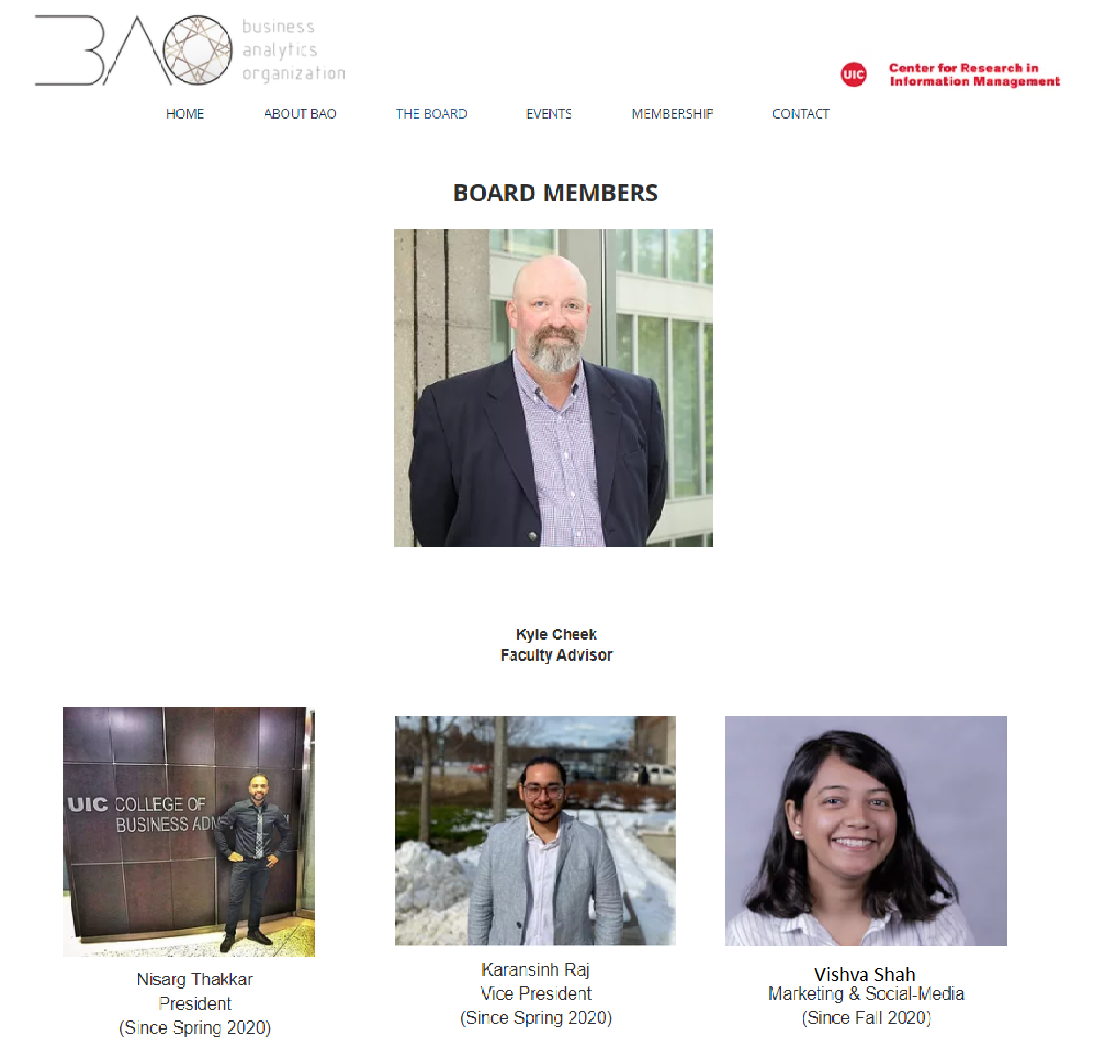 BAO
business
analytics
organization
UIC
Center for Research in
Information Management
HOME
ABOUT BAO
THE BOARD
EVENTS
MEMBERSHIP
CONTACT
BOARD MEMBERS
Kyle Cheek
Faculty Advisor
UIC COLLEGE OF
BUSINESS
Nisarg Thakkar
President
(Since Spring 2020)
Karansinh Raj
Vice President
(Since Spring 2020)
Vishva Shah
Marketing & Social-Media
(Since Fall 2020)